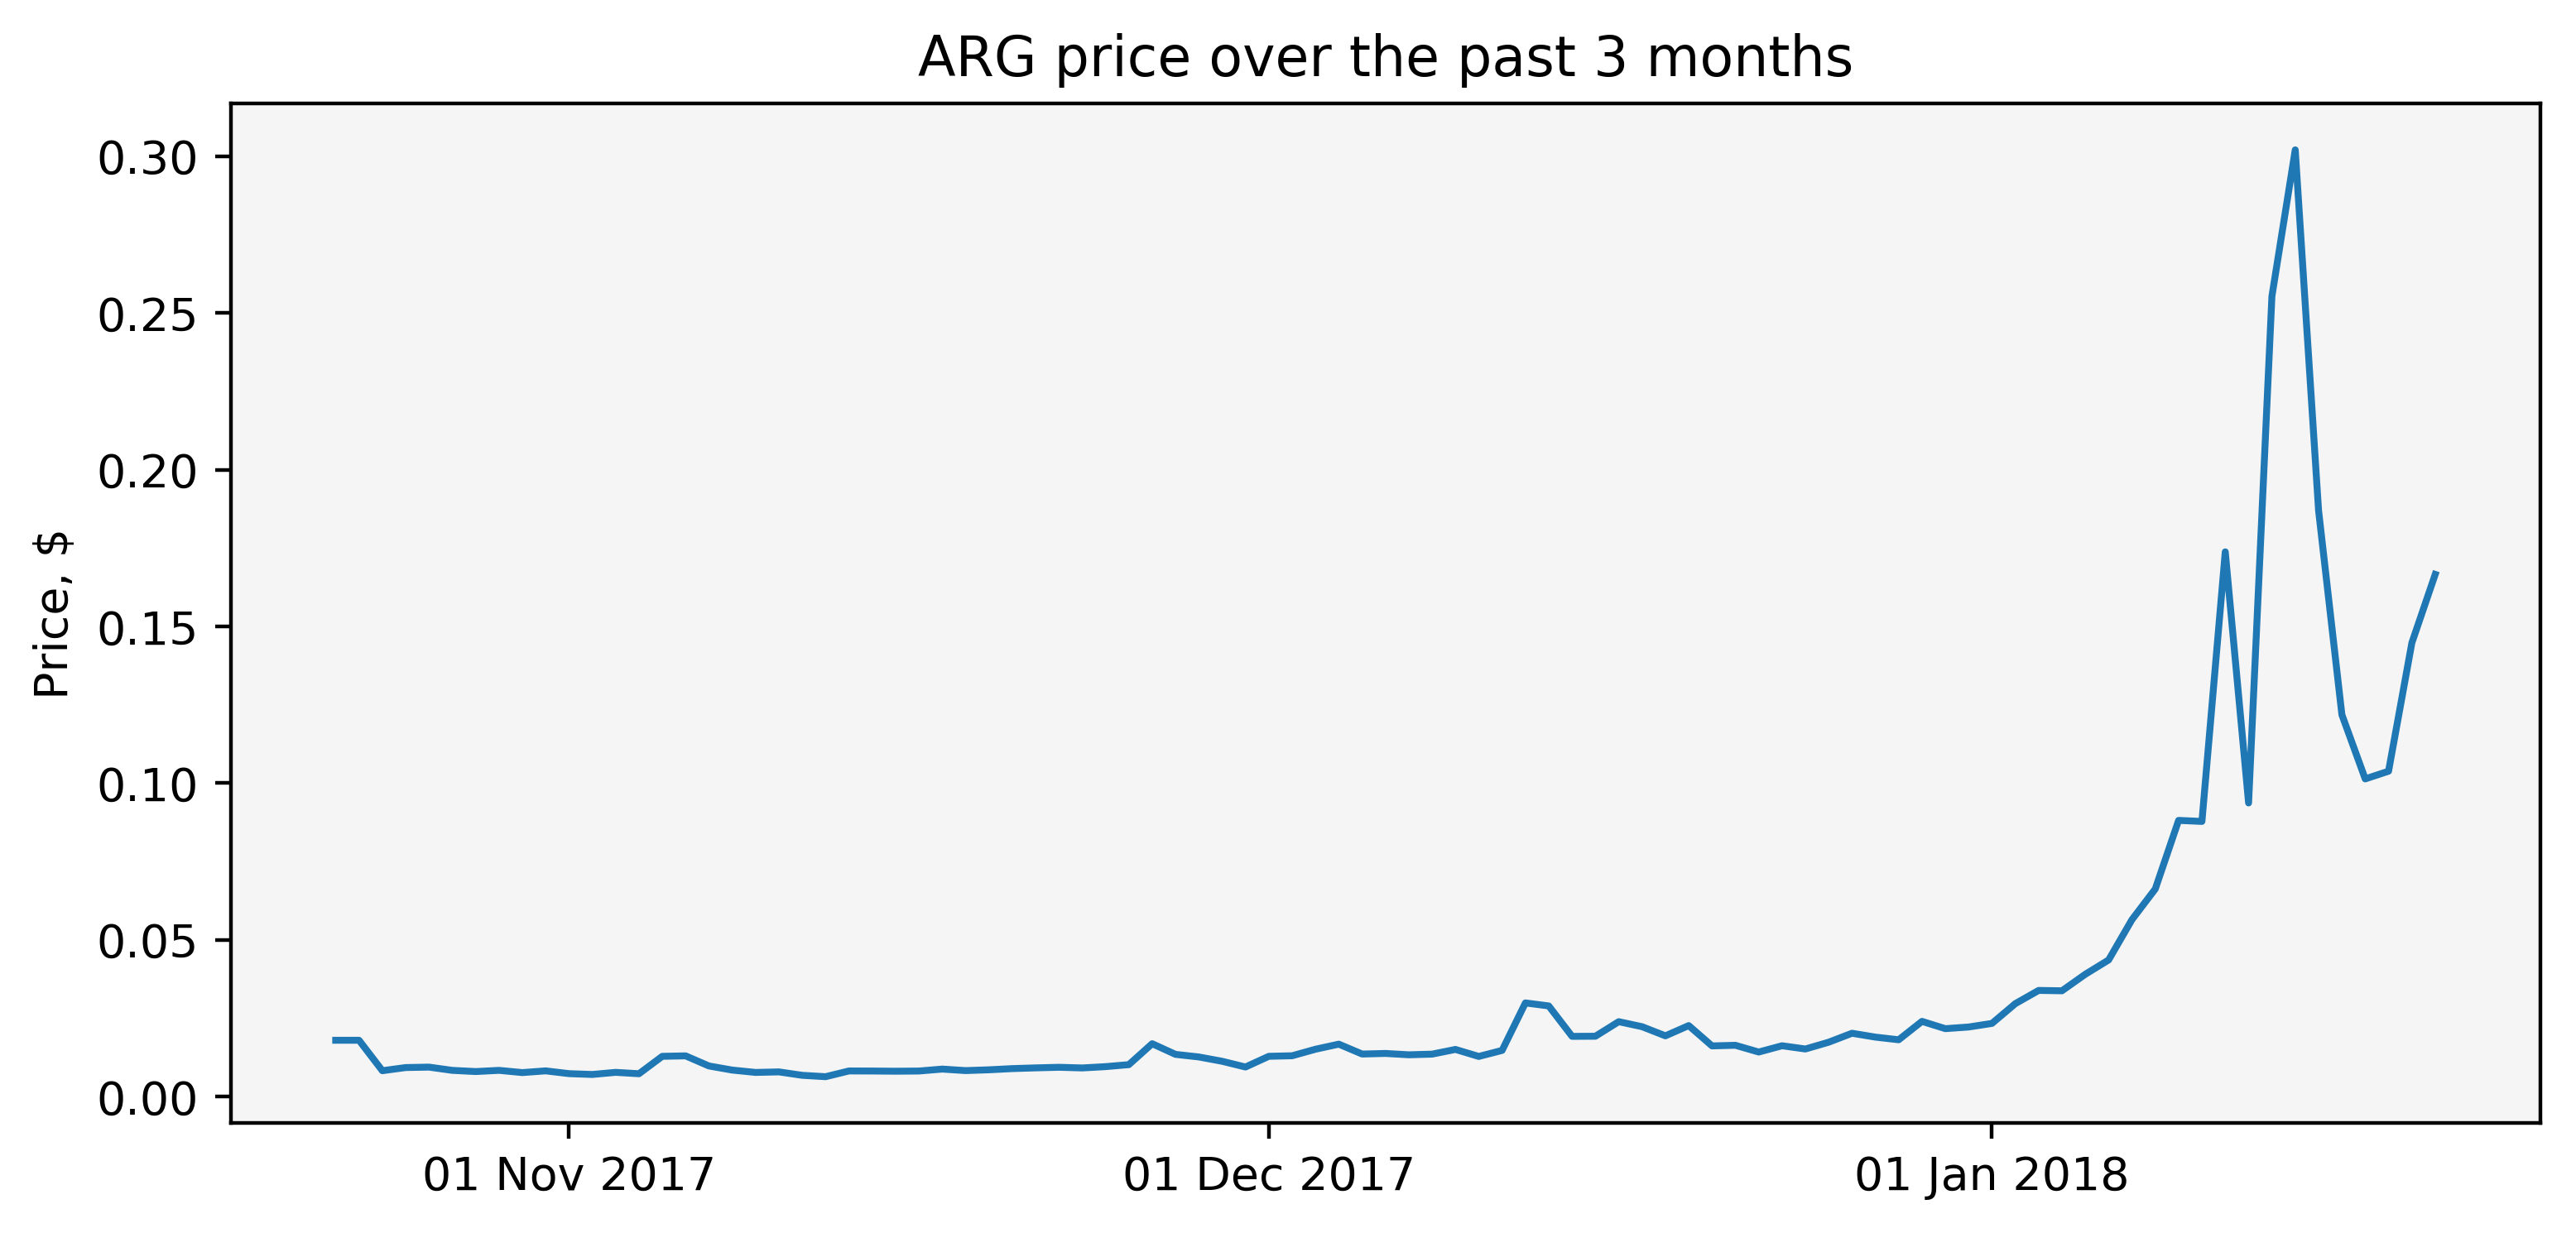 ARG price over the past 3 months
0.30
0.25
0.20
0.15
0.10
0.05
0.00
Price, $
01 Nov 2017
01 Dec 2017
01 Jan 2018